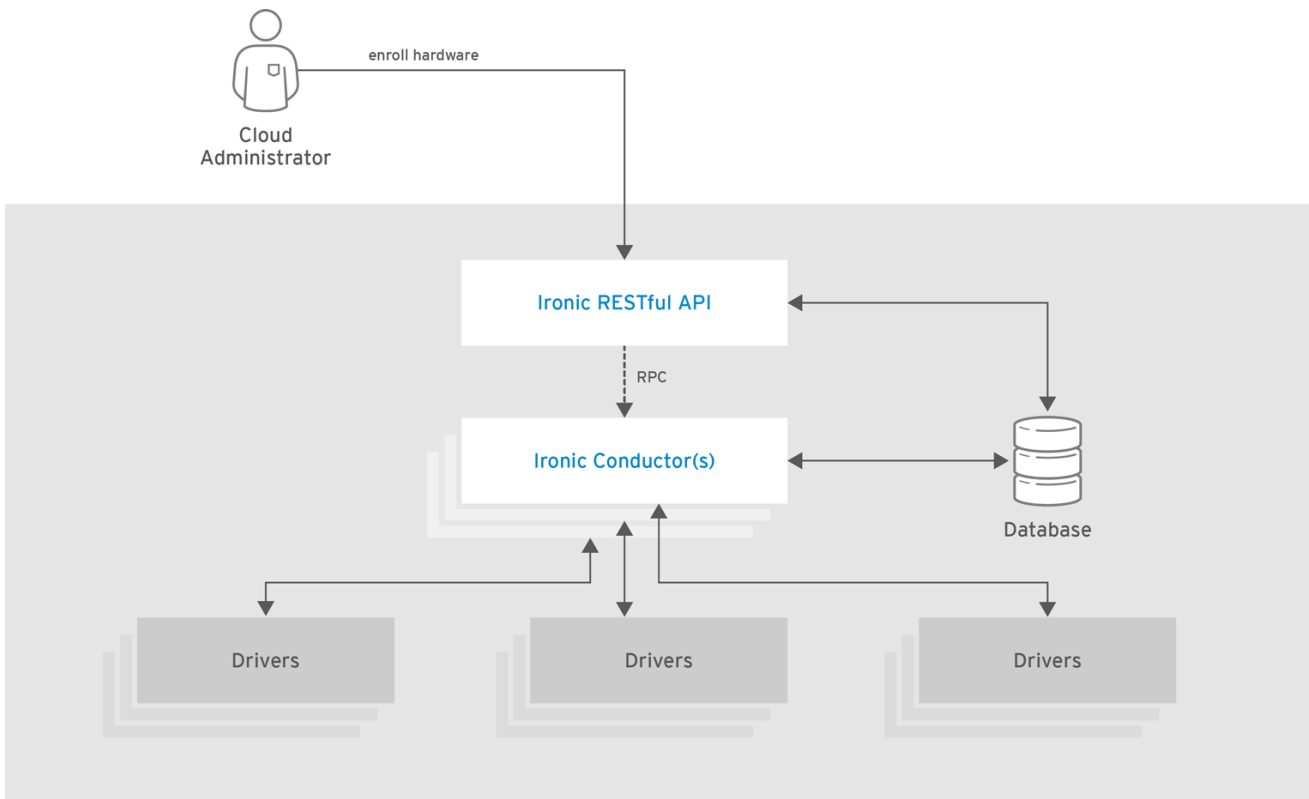 enroll hardware
Cloud
Administrator
Ironic RESTful API
RPC
Ironic Conductor(s)
Database
Drivers
Drivers
Drivers